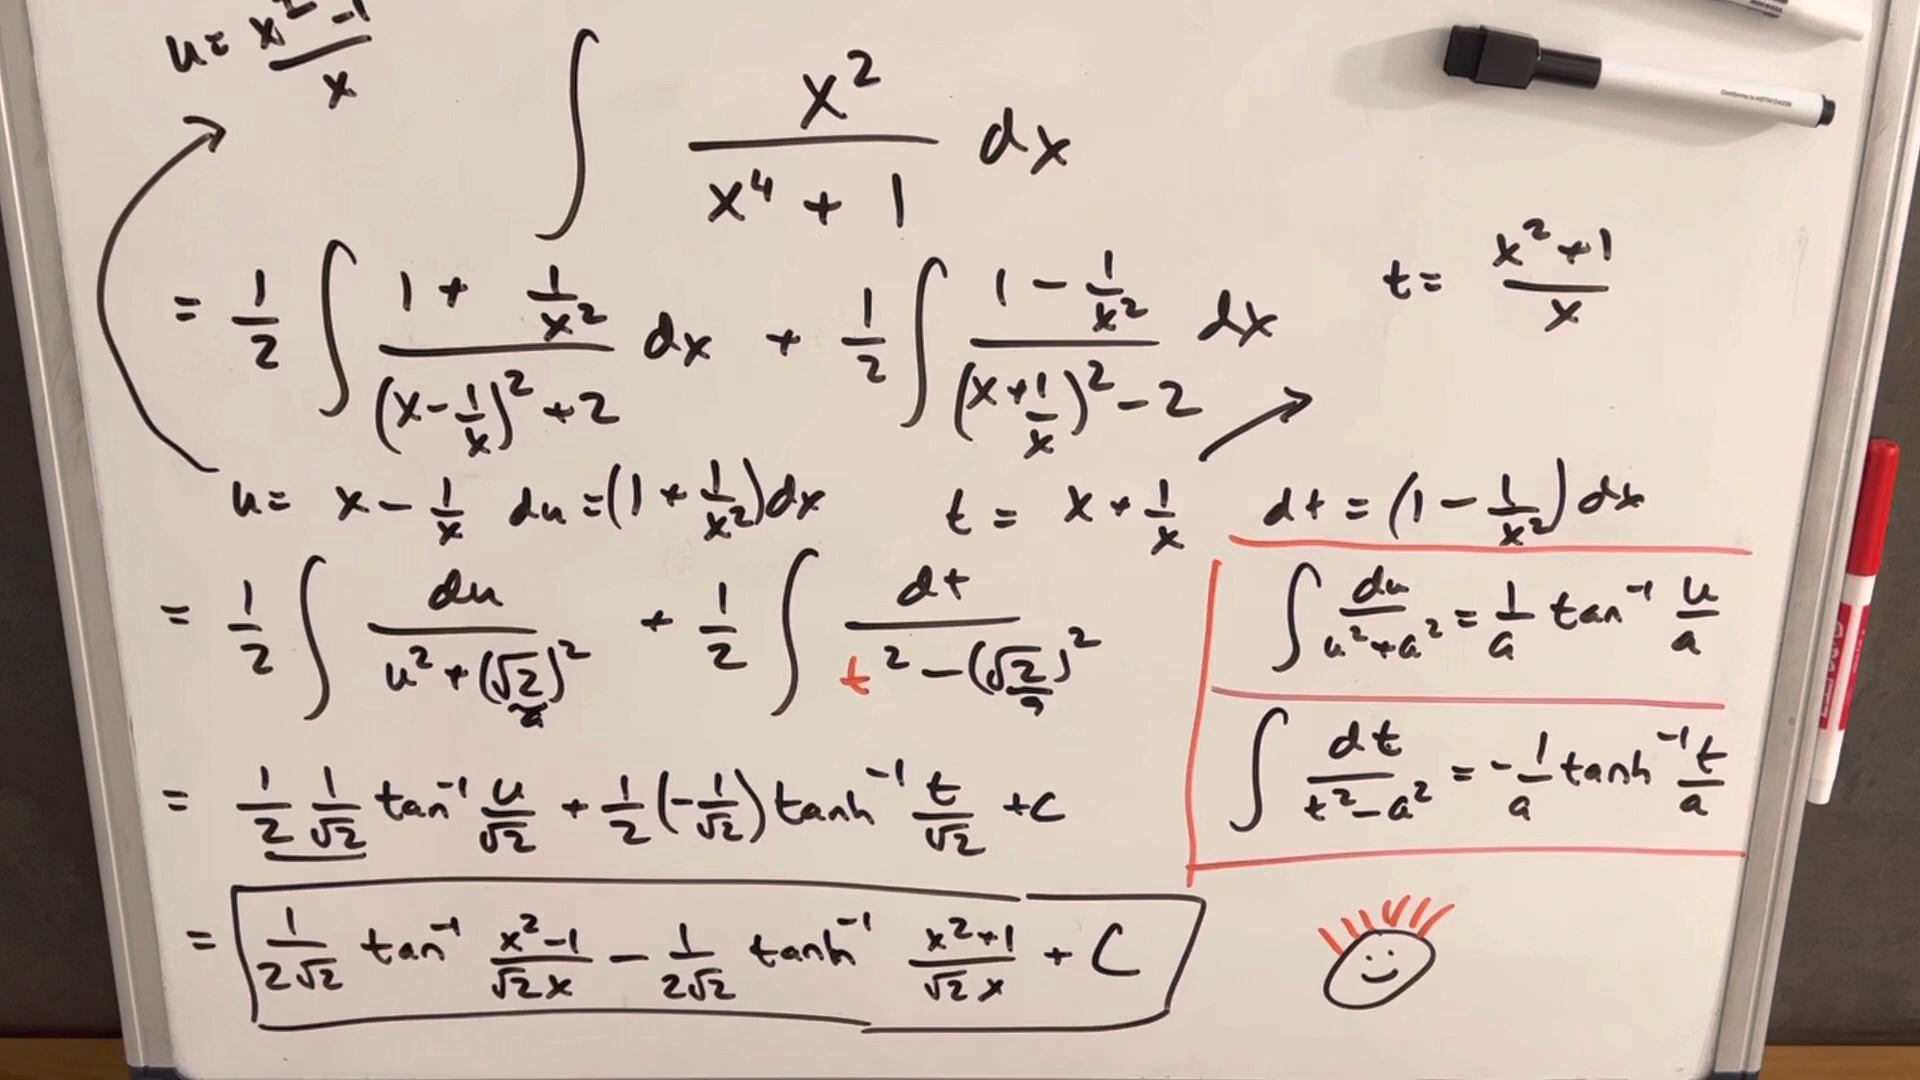 u = x²-1/x
∫ x²/(x⁴ + 1) dx
t = (x²+1)/x
= 1/2 ∫ (1 + 1/x²)/((x - 1/x)² + 2) dx + 1/2 ∫ (1 - 1/x²)/((x + 1/x)² - 2) dx
u = x - 1/x du = (1 + 1/x²)dx t = x + 1/x dt = (1 - 1/x²)dx
= 1/2 ∫ du/(u² + (√2)²) + 1/2 ∫ dt/(t² - (√2)²)
a a
∫ du/(u² + a²) = 1/a tan⁻¹ u/a
= 1/2 1/√2 tan⁻¹ u/√2 + 1/2 (-1/√2) tanh⁻¹ t/√2 + C
∫ dt/(t² - a²) = -1/a tanh⁻¹ t/a
= 1/(2√2) tan⁻¹ (x²-1)/(√2x) - 1/(2√2) tanh⁻¹ (x²+1)/(√2x) + C